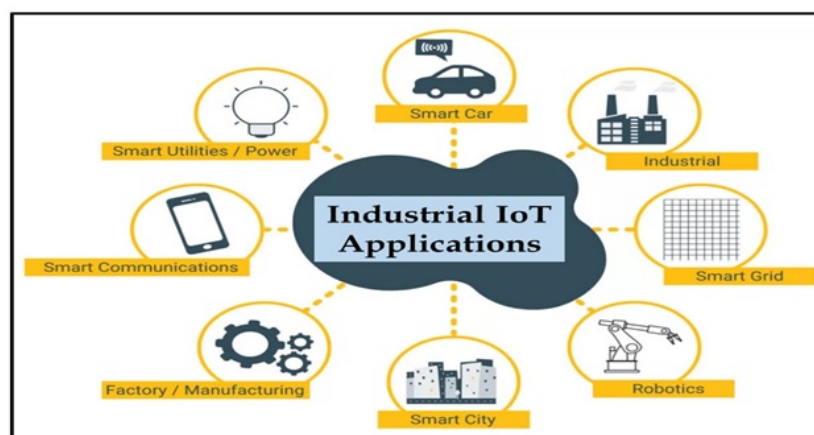 Smart Car
Smart Utilities / Power
Industrial
Industrial IoT
Applications
Smart Communications
Smart Grid
Factory / Manufacturing
Robotics
Smart City